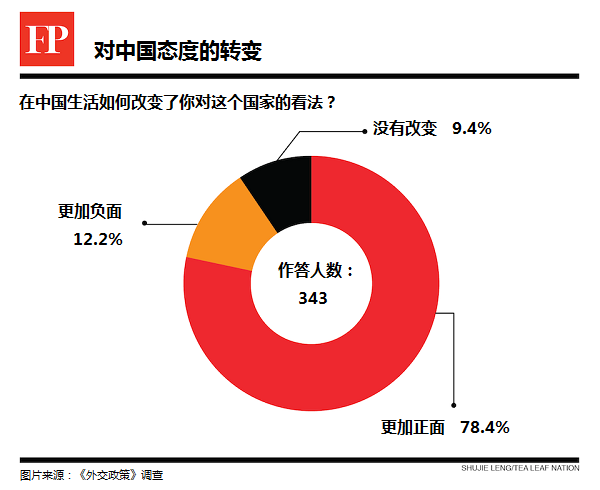 FP
对中国态度的转变
在中国生活如何改变了你对这个国家的看法？
没有改变 9.4%
更加负面
12.2%
作答人数：
343
更加正面 78.4%
SHUJIE LENG/TEA LEAF NATION
图片来源：《外交政策》调查